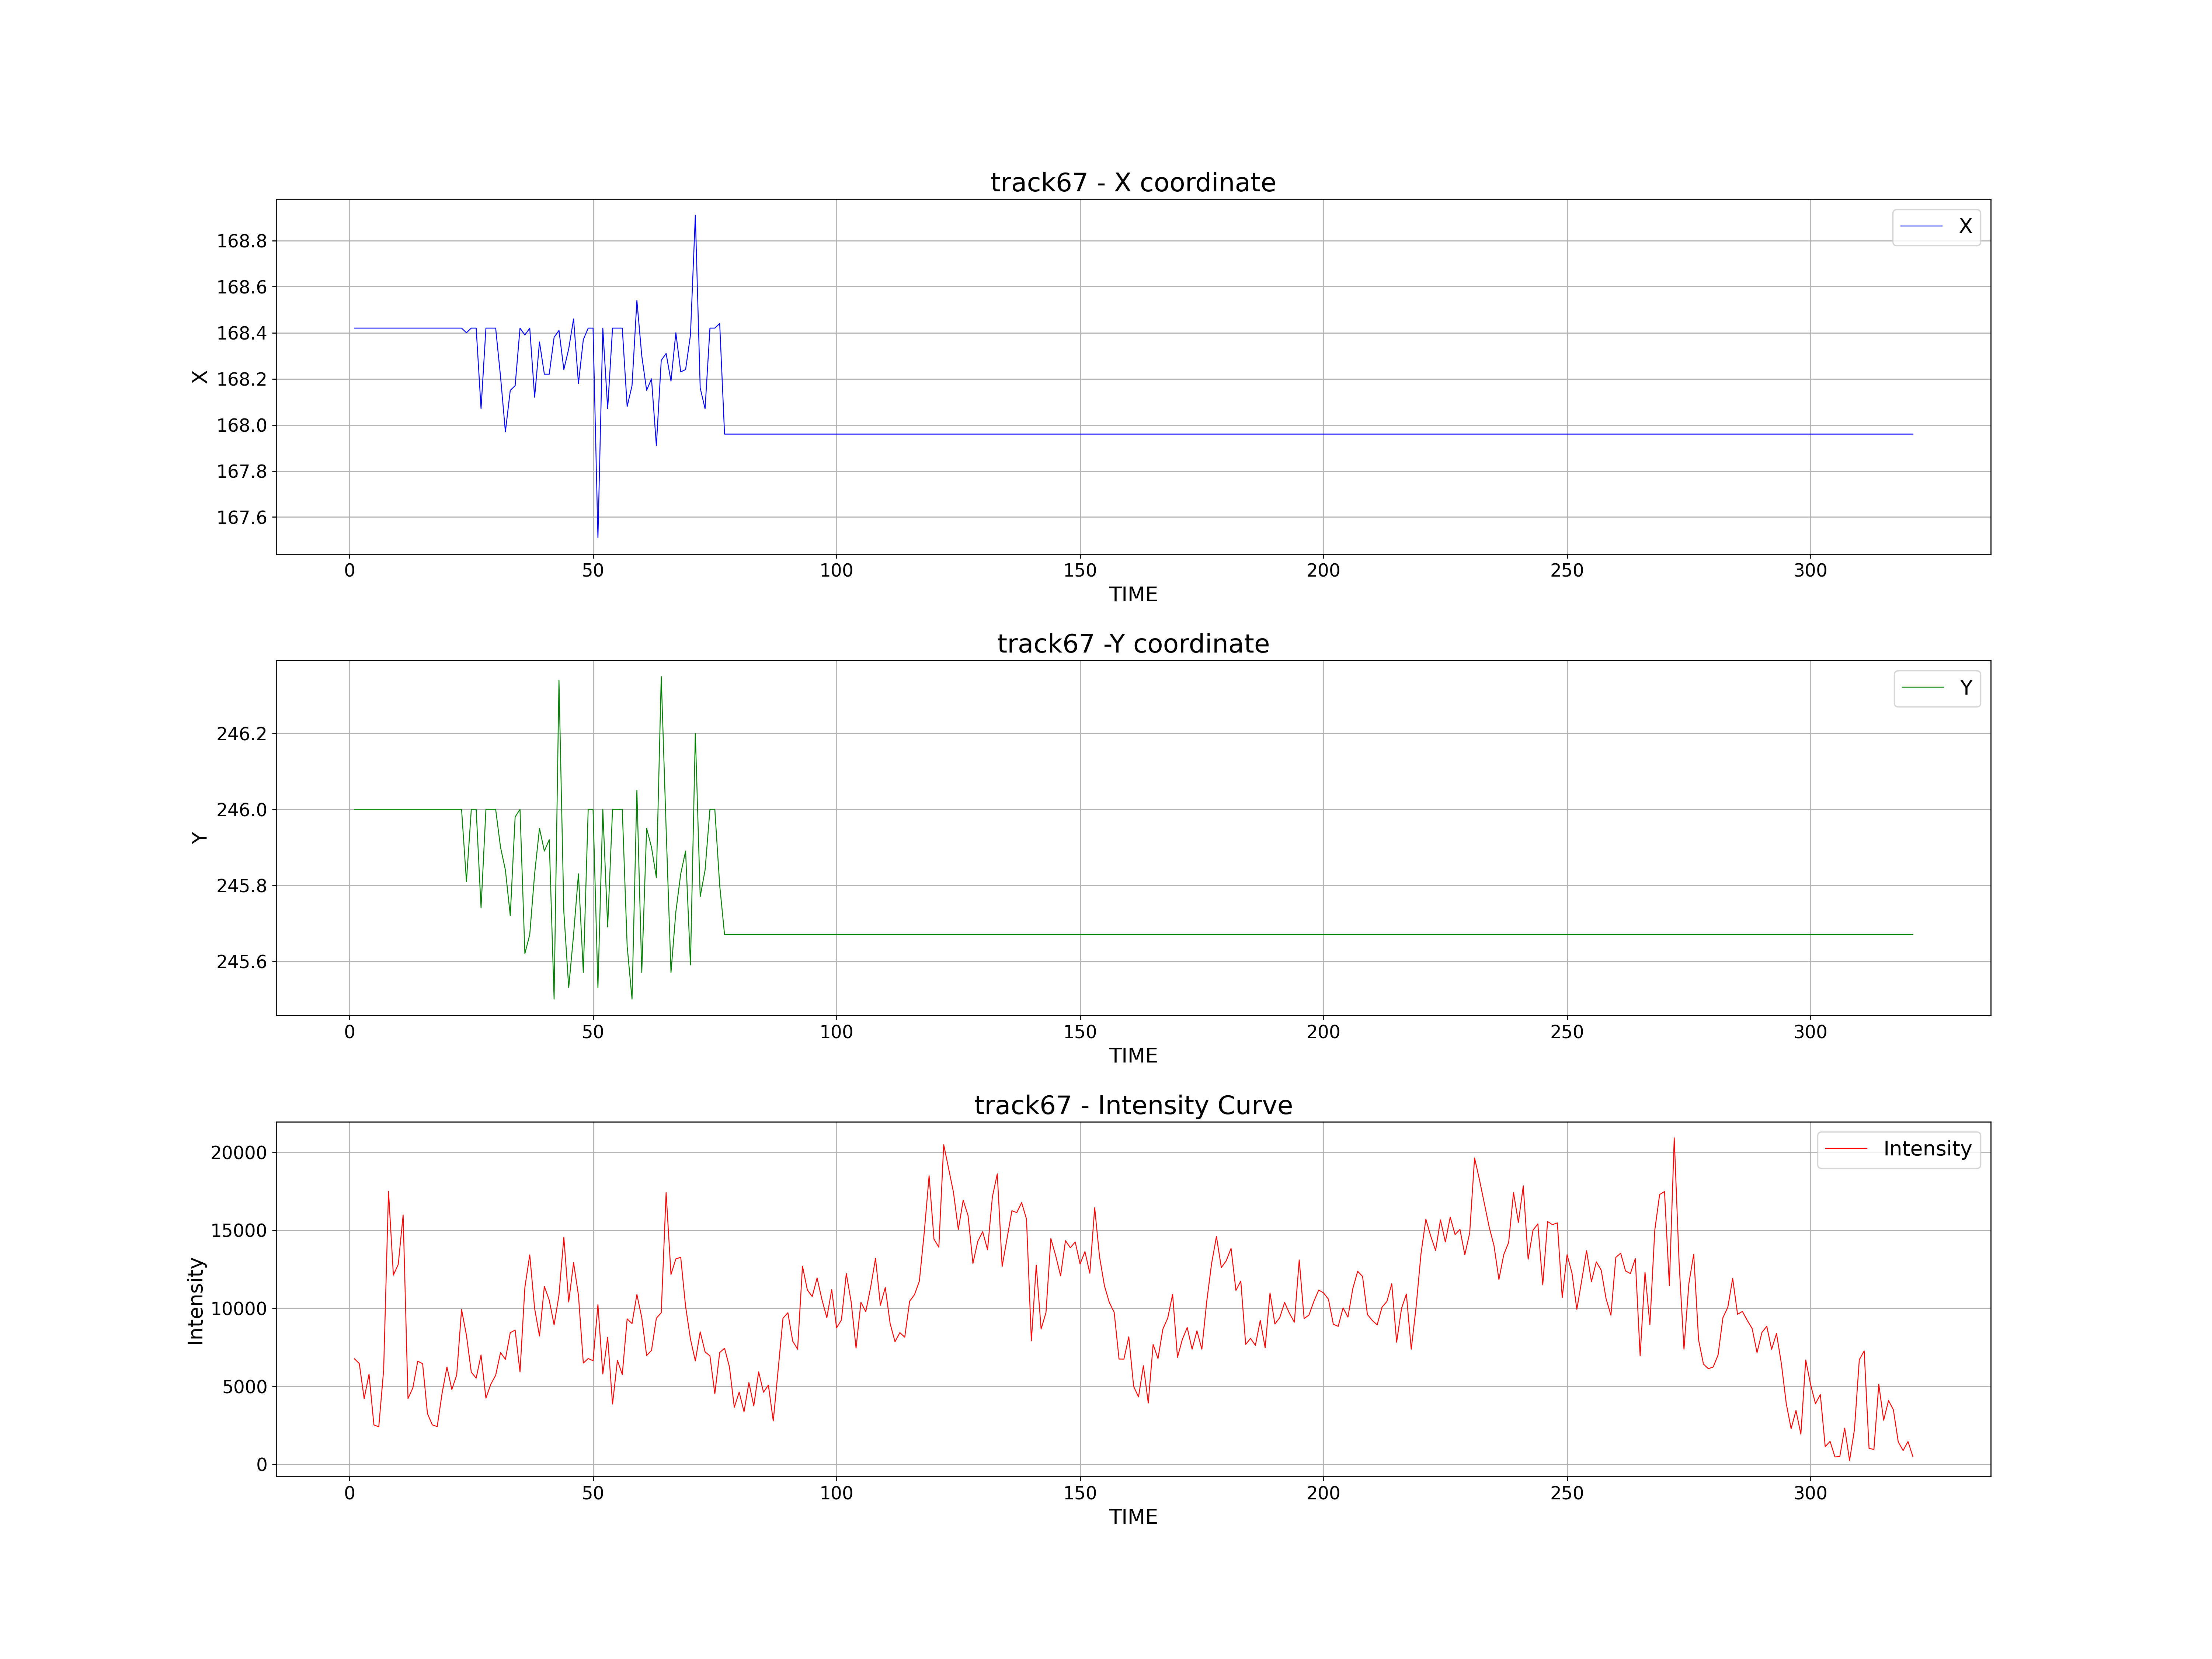 track67 - X coordinate
X
168.8
168.6
168.4
168.2
168.0
167.8
167.6
X
0 50 100 150 200 250 300
TIME
track67 -Y coordinate
Y
246.2
246.0
245.8
245.6
Y
0 50 100 150 200 250 300
TIME
track67 - Intensity Curve
Intensity
20000
15000
10000
5000
0
Intensity
0 50 100 150 200 250 300
TIME